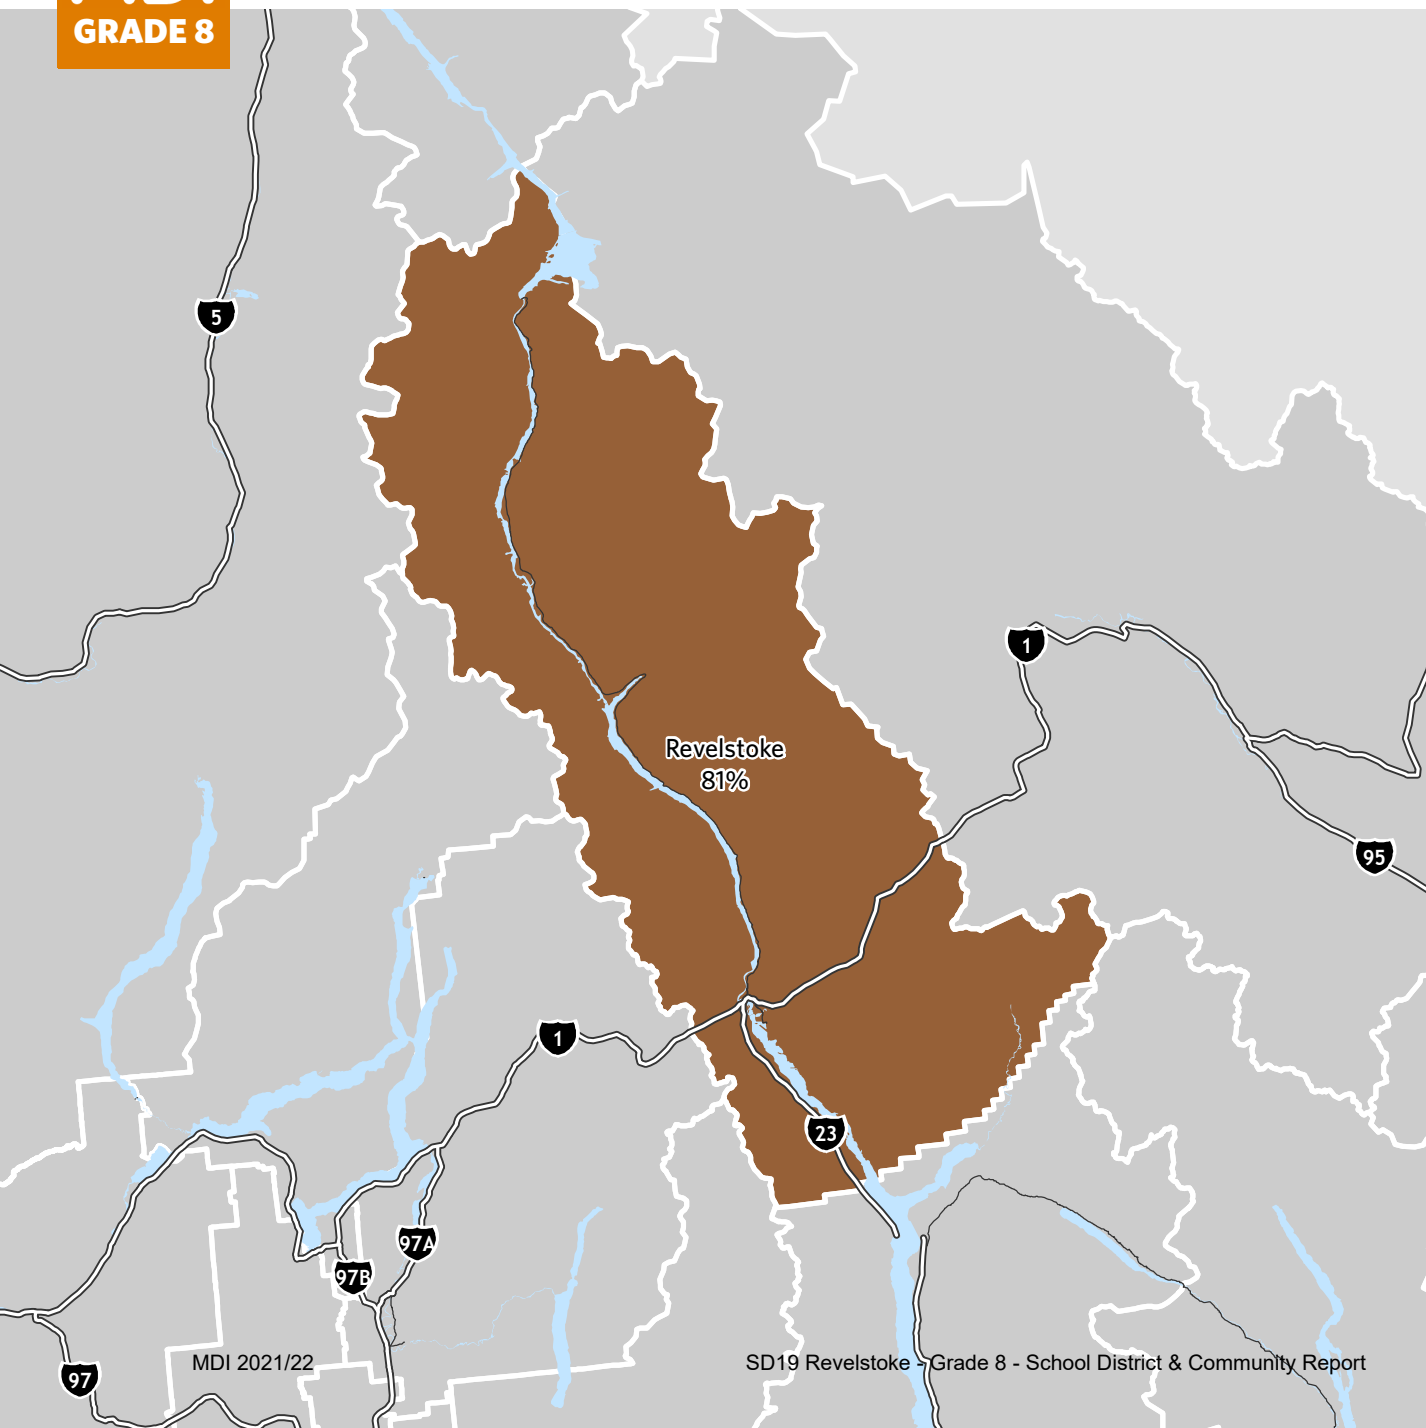 GRADE 8
5
1
Revelstoke
81%
95
1
23
97A
97B
MDI 2021/22
SD19 Revelstoke - Grade 8 - School District & Community Report
97